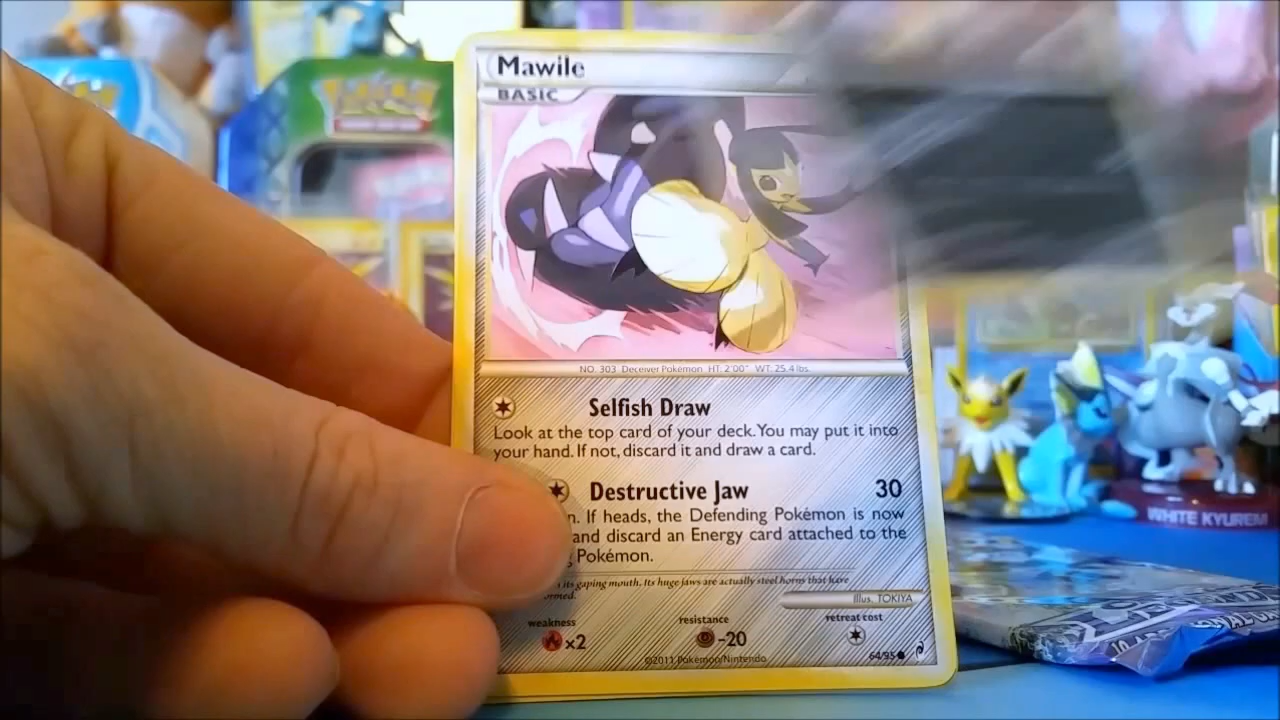 Mawile
BASIC
NO. 303 Deceiver Pokémon HT: 2'00" WT: 25.4 lbs.
Selfish Draw
Look at the top card of your deck. You may put it into
your hand. If not, discard it and draw a card.
Destructive Jaw 30
n. If heads, the Defending Pokémon is now
and discard an Energy card attached to the
Pokémon.
its gaping mouth. Its huge jaws are actually steel horns that have
Illus. TOKIYA
weakness resistance retreat cost
x2 -20
©2011 Pokémon/Nintendo 64/95
WHITE KYUREM